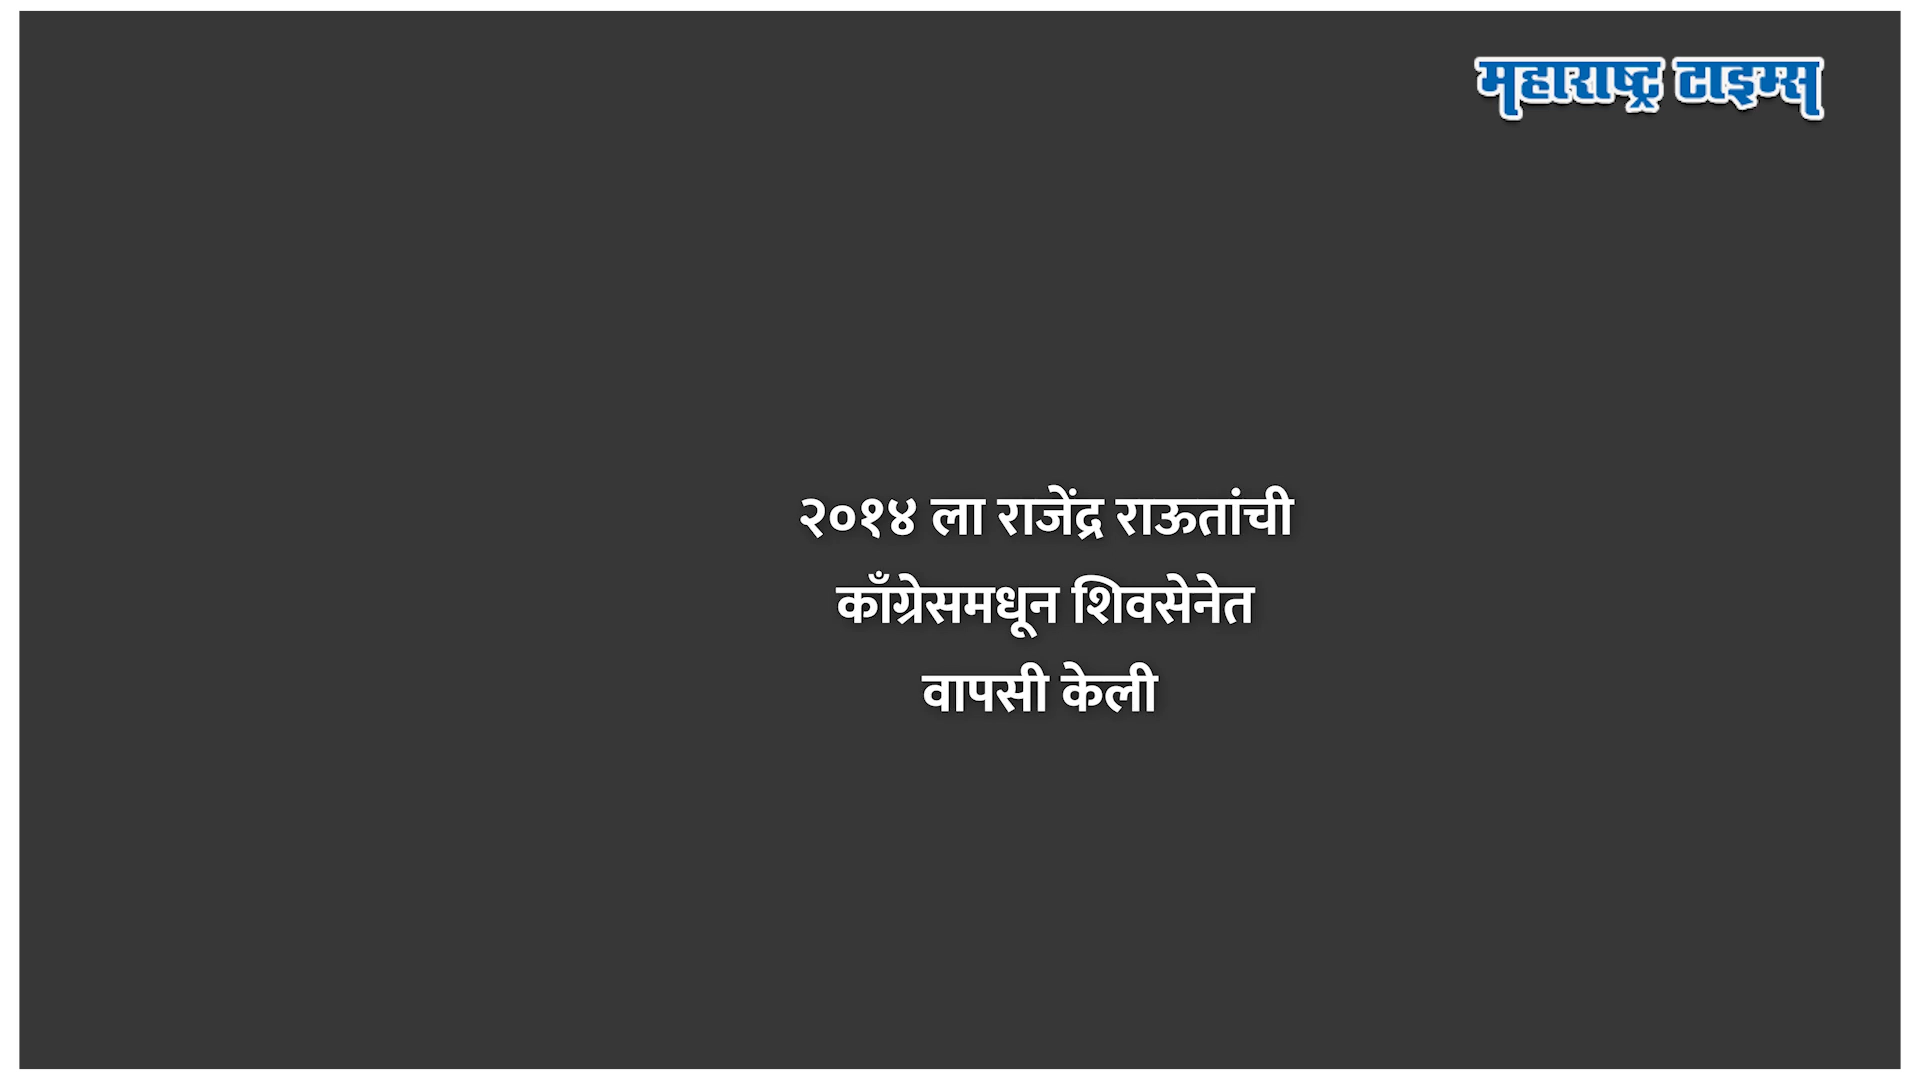 महाराष्ट्र टाइम्स
२०१४ ला राजेंद्र राऊतांची
काँग्रेसमधून शिवसेनेत
वापसी केली